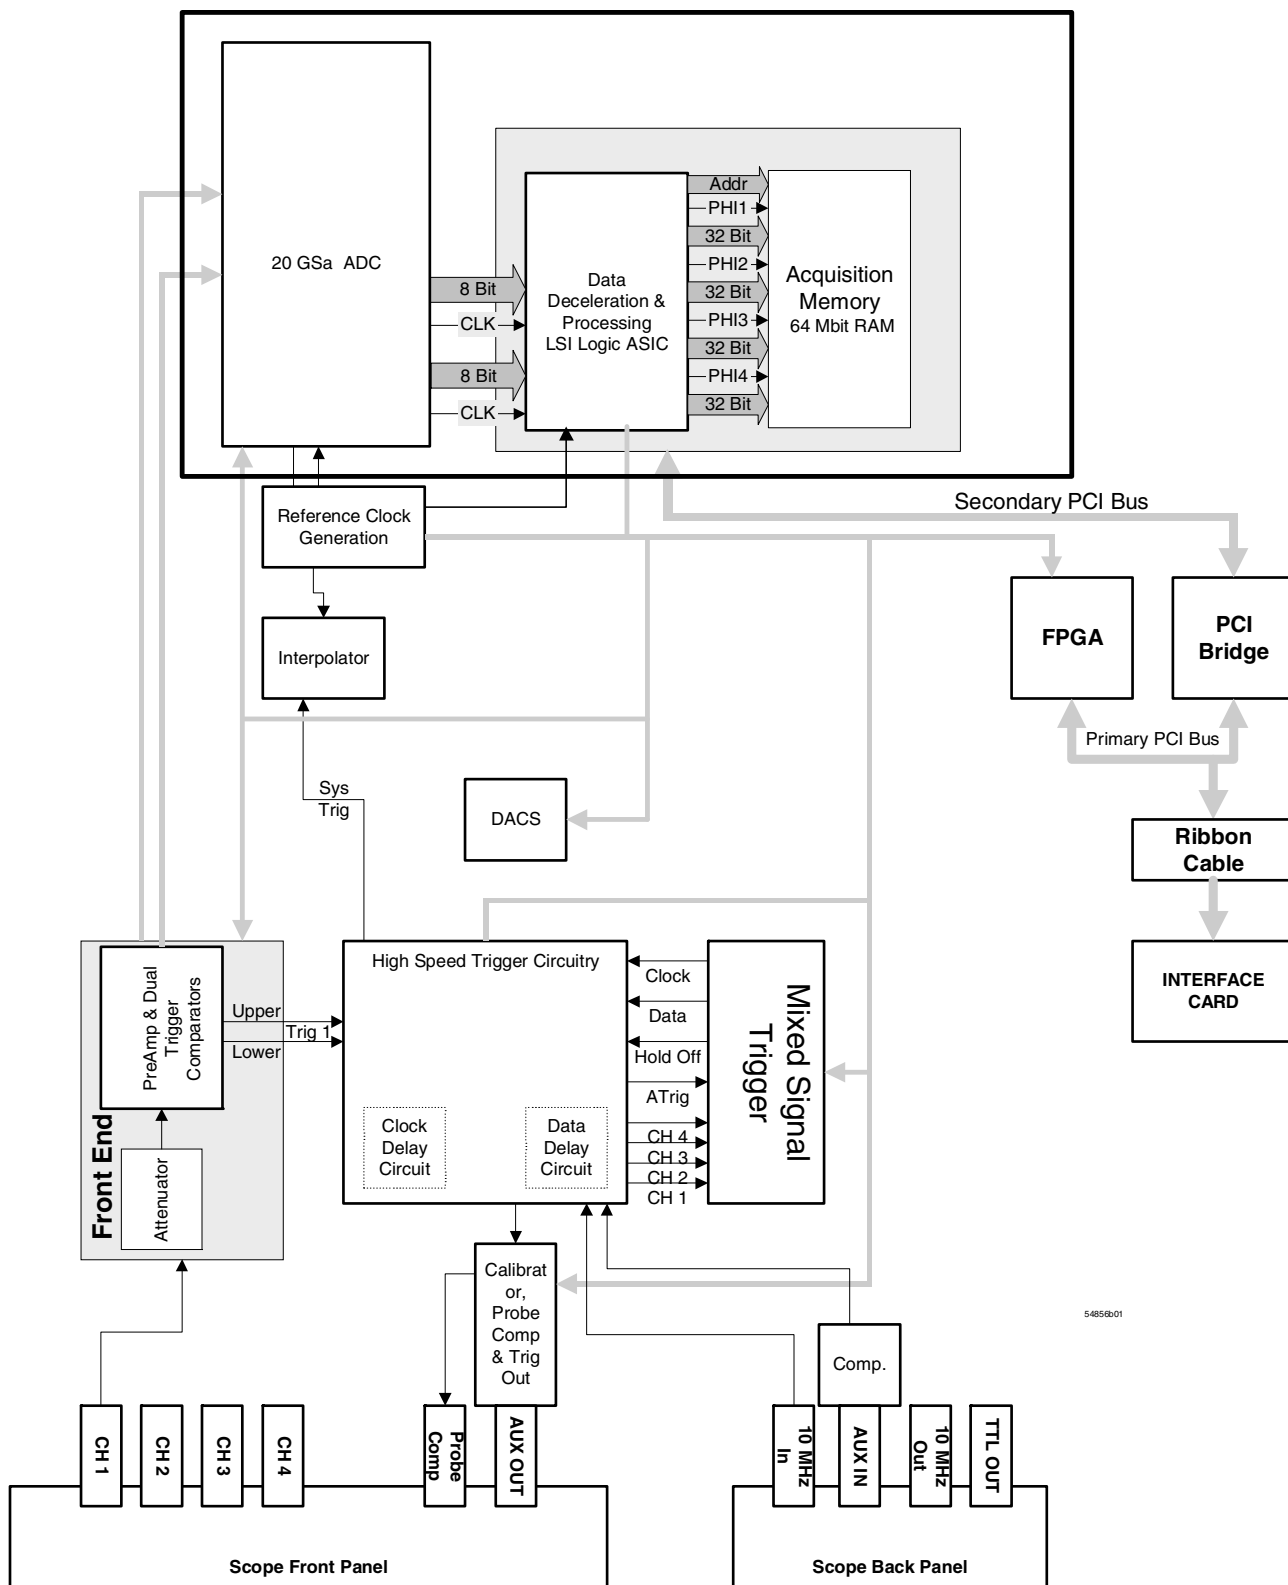 20 GSa ADC
8 Bit
CLK
8 Bit
CLK
Data
Deceleration &
Processing
LSI Logic ASIC
Addr
PHI1
32 Bit
PHI2
32 Bit
PHI3
32 Bit
PHI4
32 Bit
Acquisition
Memory
64 Mbit RAM
Reference Clock
Generation
Secondary PCI Bus
Interpolator
FPGA
PCI
Bridge
Primary PCI Bus
Sys
Trig
DACS
Ribbon
Cable
INTERFACE
CARD
Front End
PreAmp & Dual
Trigger
Comparators
Attenuator
Upper
Trig 1
Lower
High Speed Trigger Circuitry
Clock
Delay
Circuit
Data
Delay
Circuit
Clock
Data
Hold Off
ATrig
CH 4
CH 3
CH 2
CH 1
Mixed Signal
Trigger
Calibrat
or,
Probe
Comp
& Trig
Out
Comp.
54856b01
CH 1
CH 2
CH 3
CH 4
Probe
Comp
AUX OUT
10 MHz
In
AUX IN
10 MHz
Out
TTL OUT
Scope Front Panel
Scope Back Panel